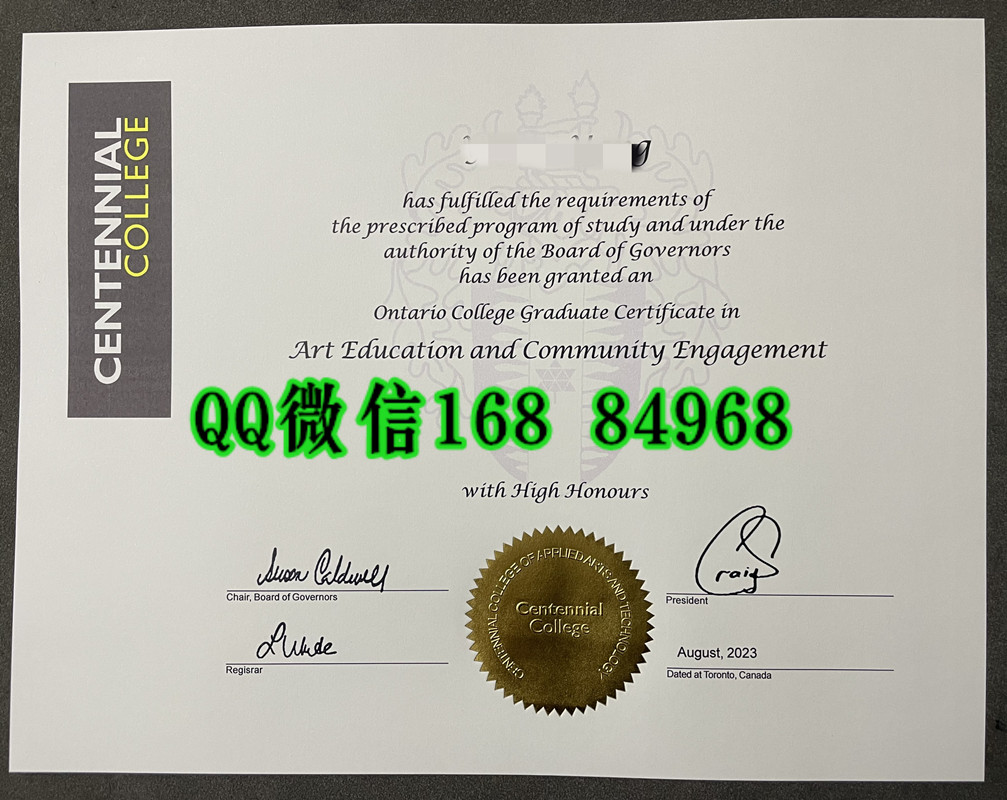 CENTENNIAL
COLLEGE
has fulfilled the requirements of
the prescribed program of study and under the
authority of the Board of Governors
has been granted an
Ontario College Graduate Certificate in
Art Education and Community Engagement
QQ微信168 84968
with High Honours
Susan Caldwell
Chair, Board of Governors
Craig
President
Regisrar
CENTENNIAL COLLEGE OF APPLIED ARTS AND TECHNOLOGY
Centennial
College
August, 2023
Dated at Toronto, Canada